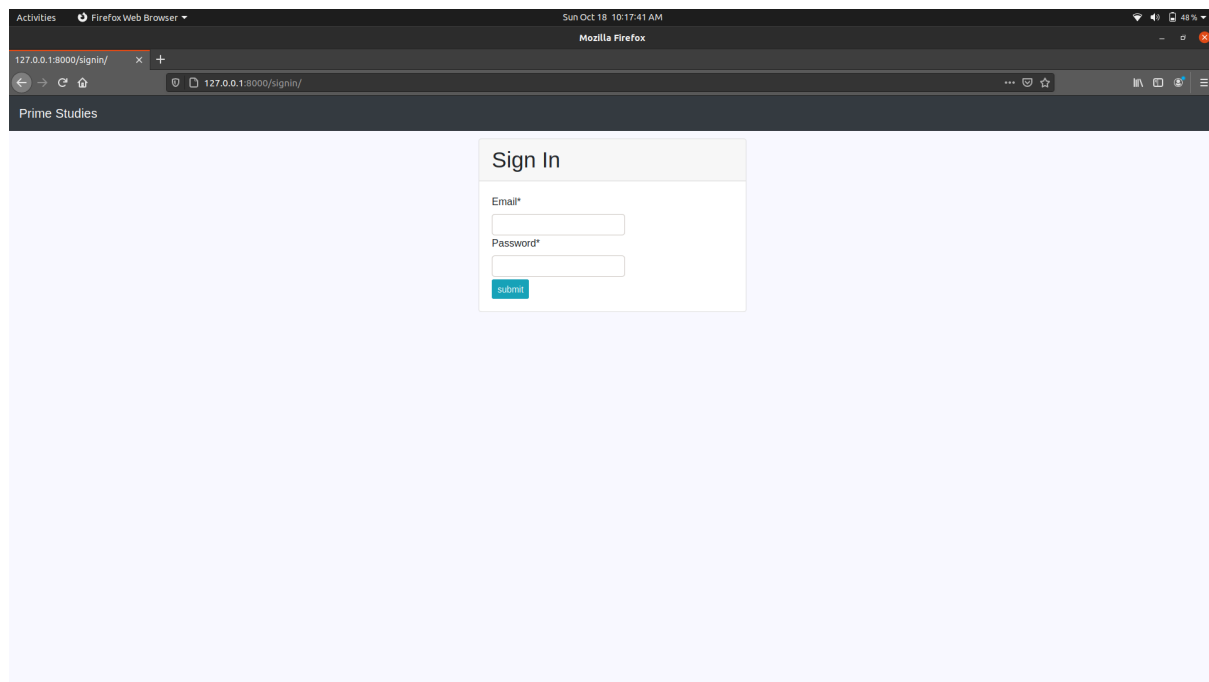 Activities Firefox Web Browser Sun Oct 18 10:17:41 AM 48 %
Mozilla Firefox
127.0.0.1:8000/signin/ × +
127.0.0.1:8000/signin/
Prime Studies
Sign In
Email*
Password*
submit